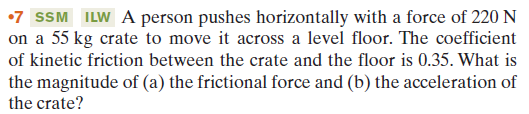 •7 SSM ILW A person pushes horizontally with a force of 220 N
on a 55 kg crate to move it across a level floor. The coefficient
of kinetic friction between the crate and the floor is 0.35. What is
the magnitude of (a) the frictional force and (b) the acceleration of
the crate?